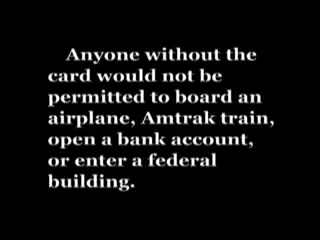 Anyone without the
card would not be
permitted to board an
airplane, Amtrak train,
open a bank account,
or enter a federal
building.